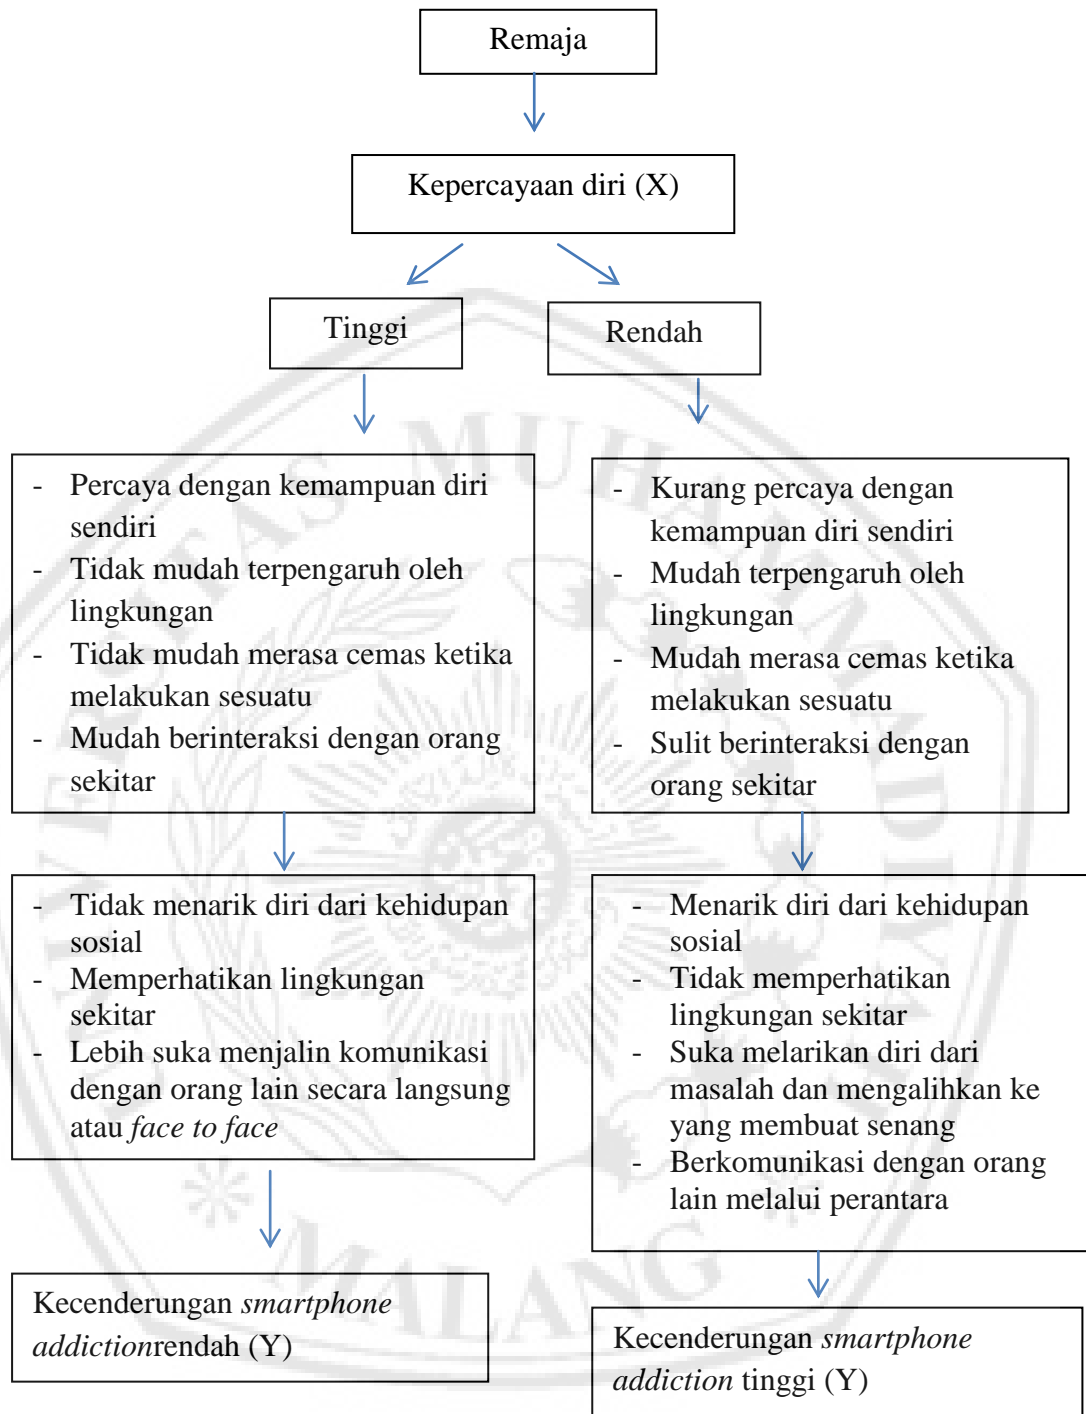 Remaja
Kepercayaan diri (X)
Tinggi
Rendah
- Percaya dengan kemampuan diri
sendiri
- Tidak mudah terpengaruh oleh
lingkungan
- Tidak mudah merasa cemas ketika
melakukan sesuatu
- Mudah berinteraksi dengan orang
sekitar
- Kurang percaya dengan
kemampuan diri sendiri
- Mudah terpengaruh oleh
lingkungan
- Mudah merasa cemas ketika
melakukan sesuatu
- Sulit berinteraksi dengan
orang sekitar
- Tidak menarik diri dari kehidupan
sosial
- Memperhatikan lingkungan
sekitar
- Lebih suka menjalin komunikasi
dengan orang lain secara langsung
atau face to face
- Menarik diri dari kehidupan
sosial
- Tidak memperhatikan
lingkungan sekitar
- Suka melarikan diri dari
masalah dan mengalihkan ke
yang membuat senang
- Berkomunikasi dengan orang
lain melalui perantara
Kecenderungan smartphone
addictionrendah (Y)
Kecenderungan smartphone
addiction tinggi (Y)
UNIVERSITAS MUHAMMADIYAH
MALANG